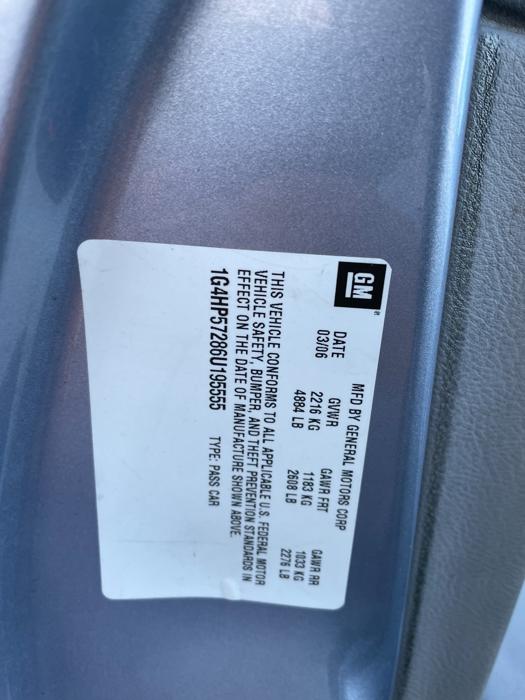 GM®
MFD BY GENERAL MOTORS CORP
DATE GVWR GAWR FRT GAWR RR
03/06 2216 KG 1183 KG 1033 KG
4884 LB 2608 LB 2276 LB
THIS VEHICLE CONFORMS TO ALL APPLICABLE U.S. FEDERAL MOTOR
VEHICLE SAFETY, BUMPER, AND THEFT PREVENTION STANDARDS IN
EFFECT ON THE DATE OF MANUFACTURE SHOWN ABOVE.
1G4HP57286U195555 TYPE: PASS CAR